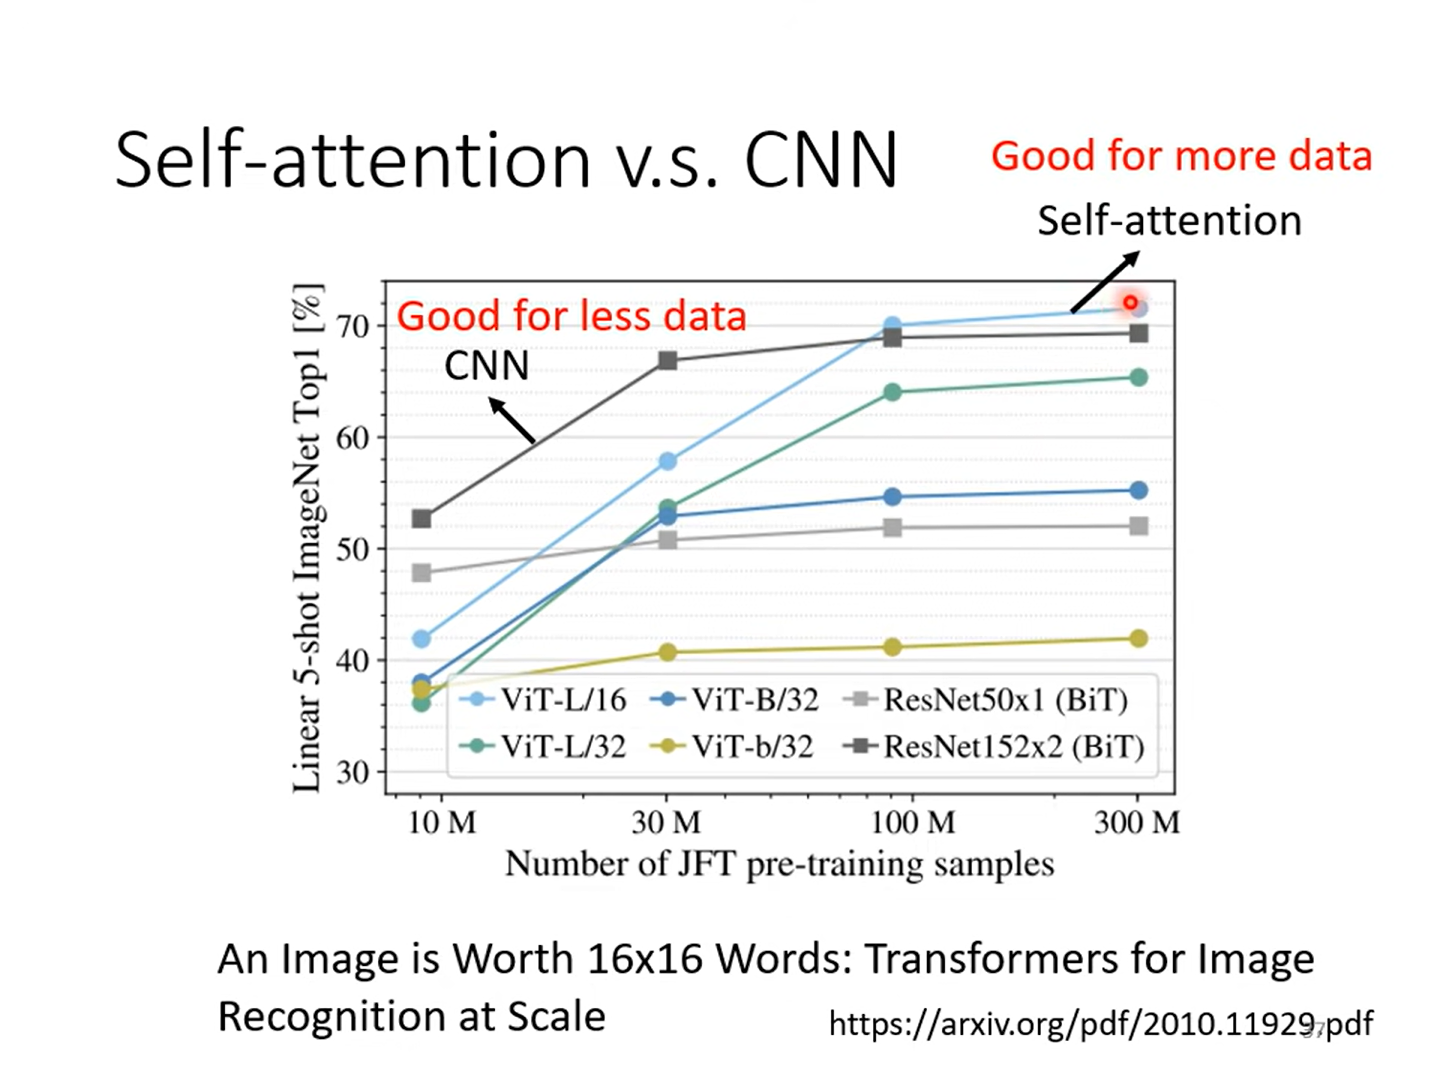 Self-attention v.s. CNN
Good for more data
Self-attention
Good for less data
CNN
Linear 5-shot ImageNet Top1 [%]
70
60
50
40
30
ViT-L/16 ViT-B/32 ResNet50x1 (BiT)
ViT-L/32 ViT-b/32 ResNet152x2 (BiT)
10 M 30 M 100 M 300 M
Number of JFT pre-training samples
An Image is Worth 16x16 Words: Transformers for Image
Recognition at Scale
https://arxiv.org/pdf/2010.11929.pdf
37